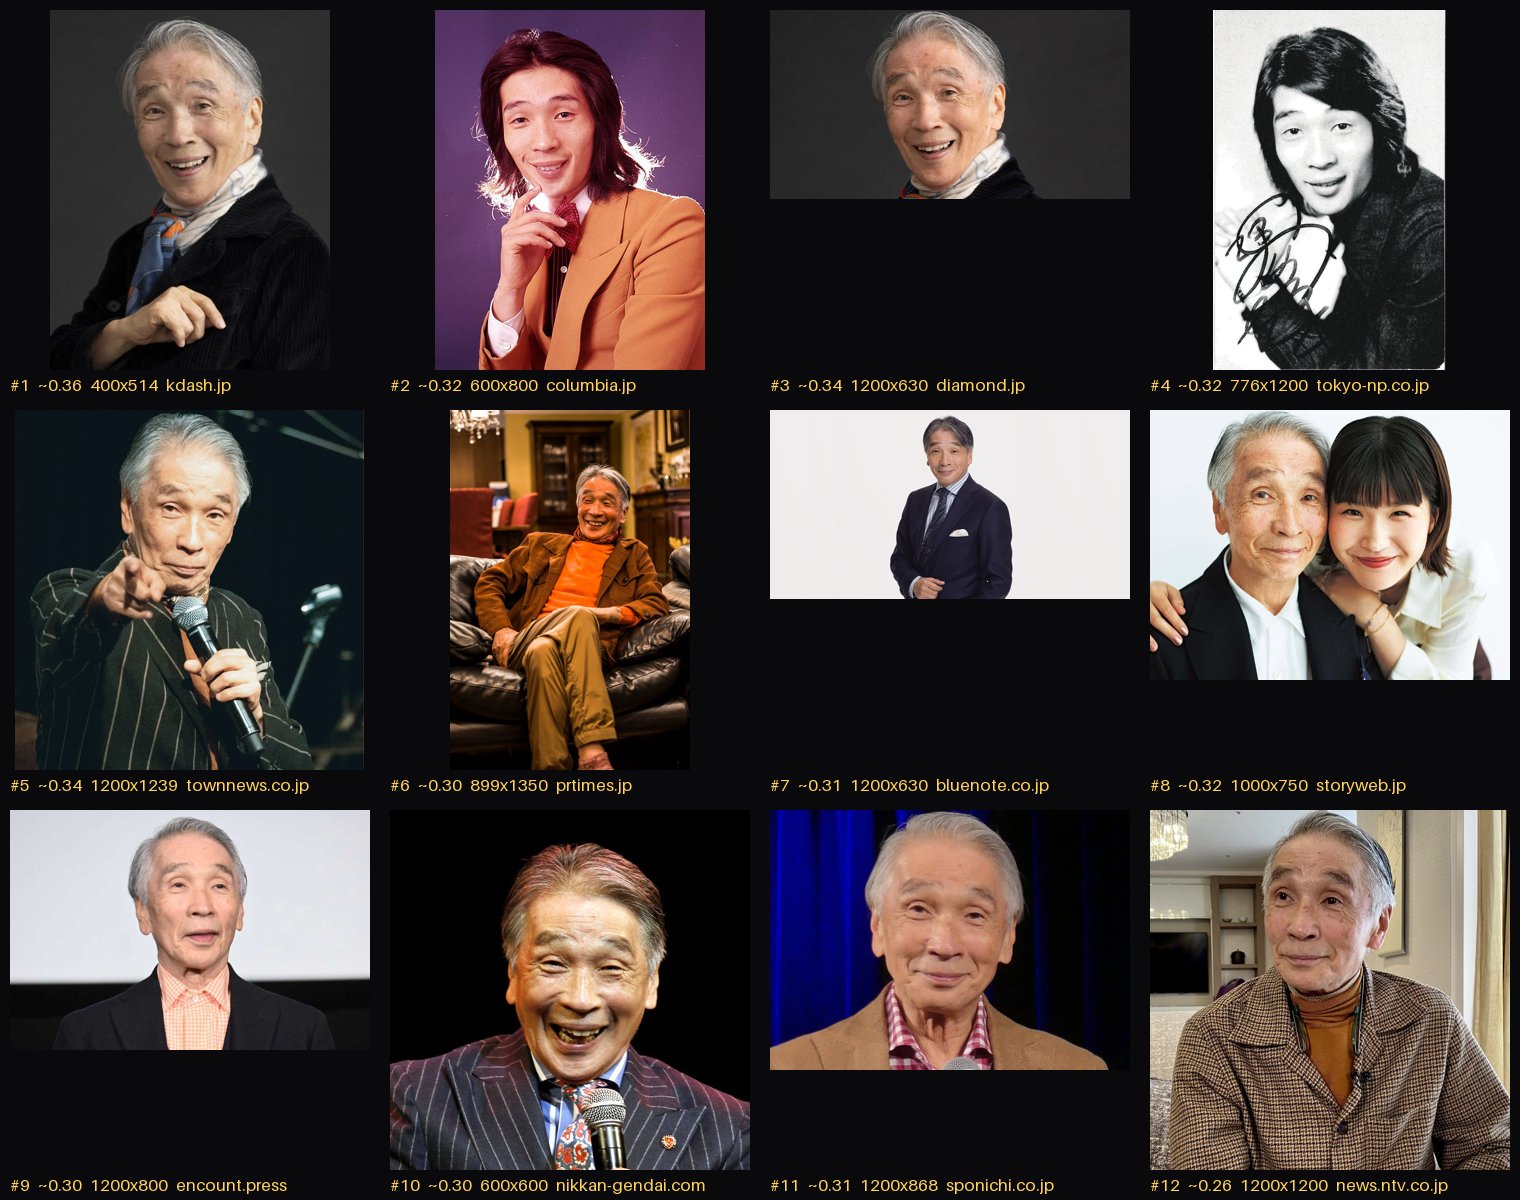 #1 ~0.36 400x514 kdash.jp
#2 ~0.32 600x800 columbia.jp
#3 ~0.34 1200x630 diamond.jp
#4 ~0.32 776x1200 tokyo-np.co.jp
#5 ~0.34 1200x1239 townnews.co.jp
#6 ~0.30 899x1350 prtimes.jp
#7 ~0.31 1200x630 bluenote.co.jp
#8 ~0.32 1000x750 storyweb.jp
#9 ~0.30 1200x800 encount.press
#10 ~0.30 600x600 nikkan-gendai.com
#11 ~0.31 1200x868 sponichi.co.jp
#12 ~0.26 1200x1200 news.ntv.co.jp